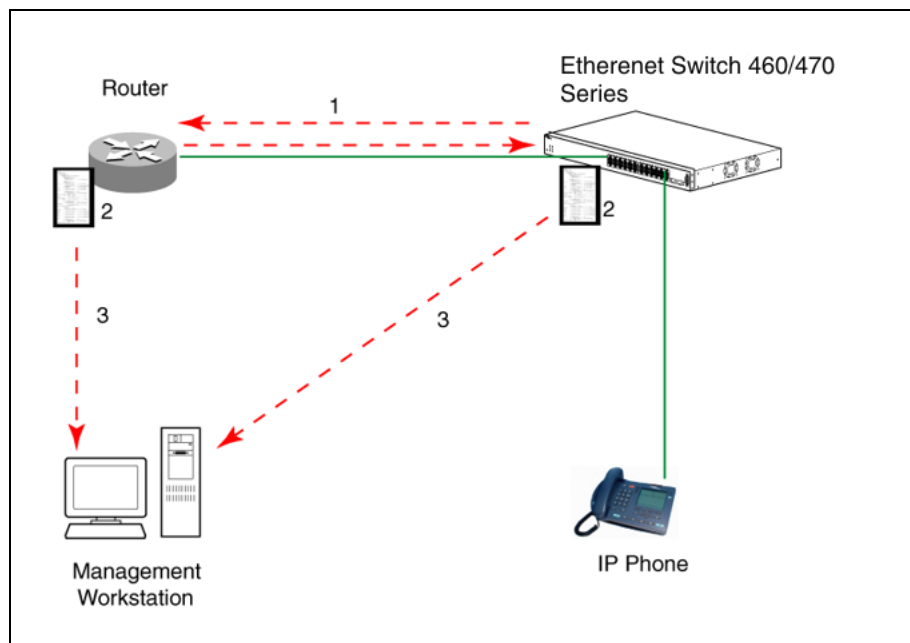 Router
Etherenet Switch 460/470
Series
1
2
2
3
3
Management
Workstation
IP Phone